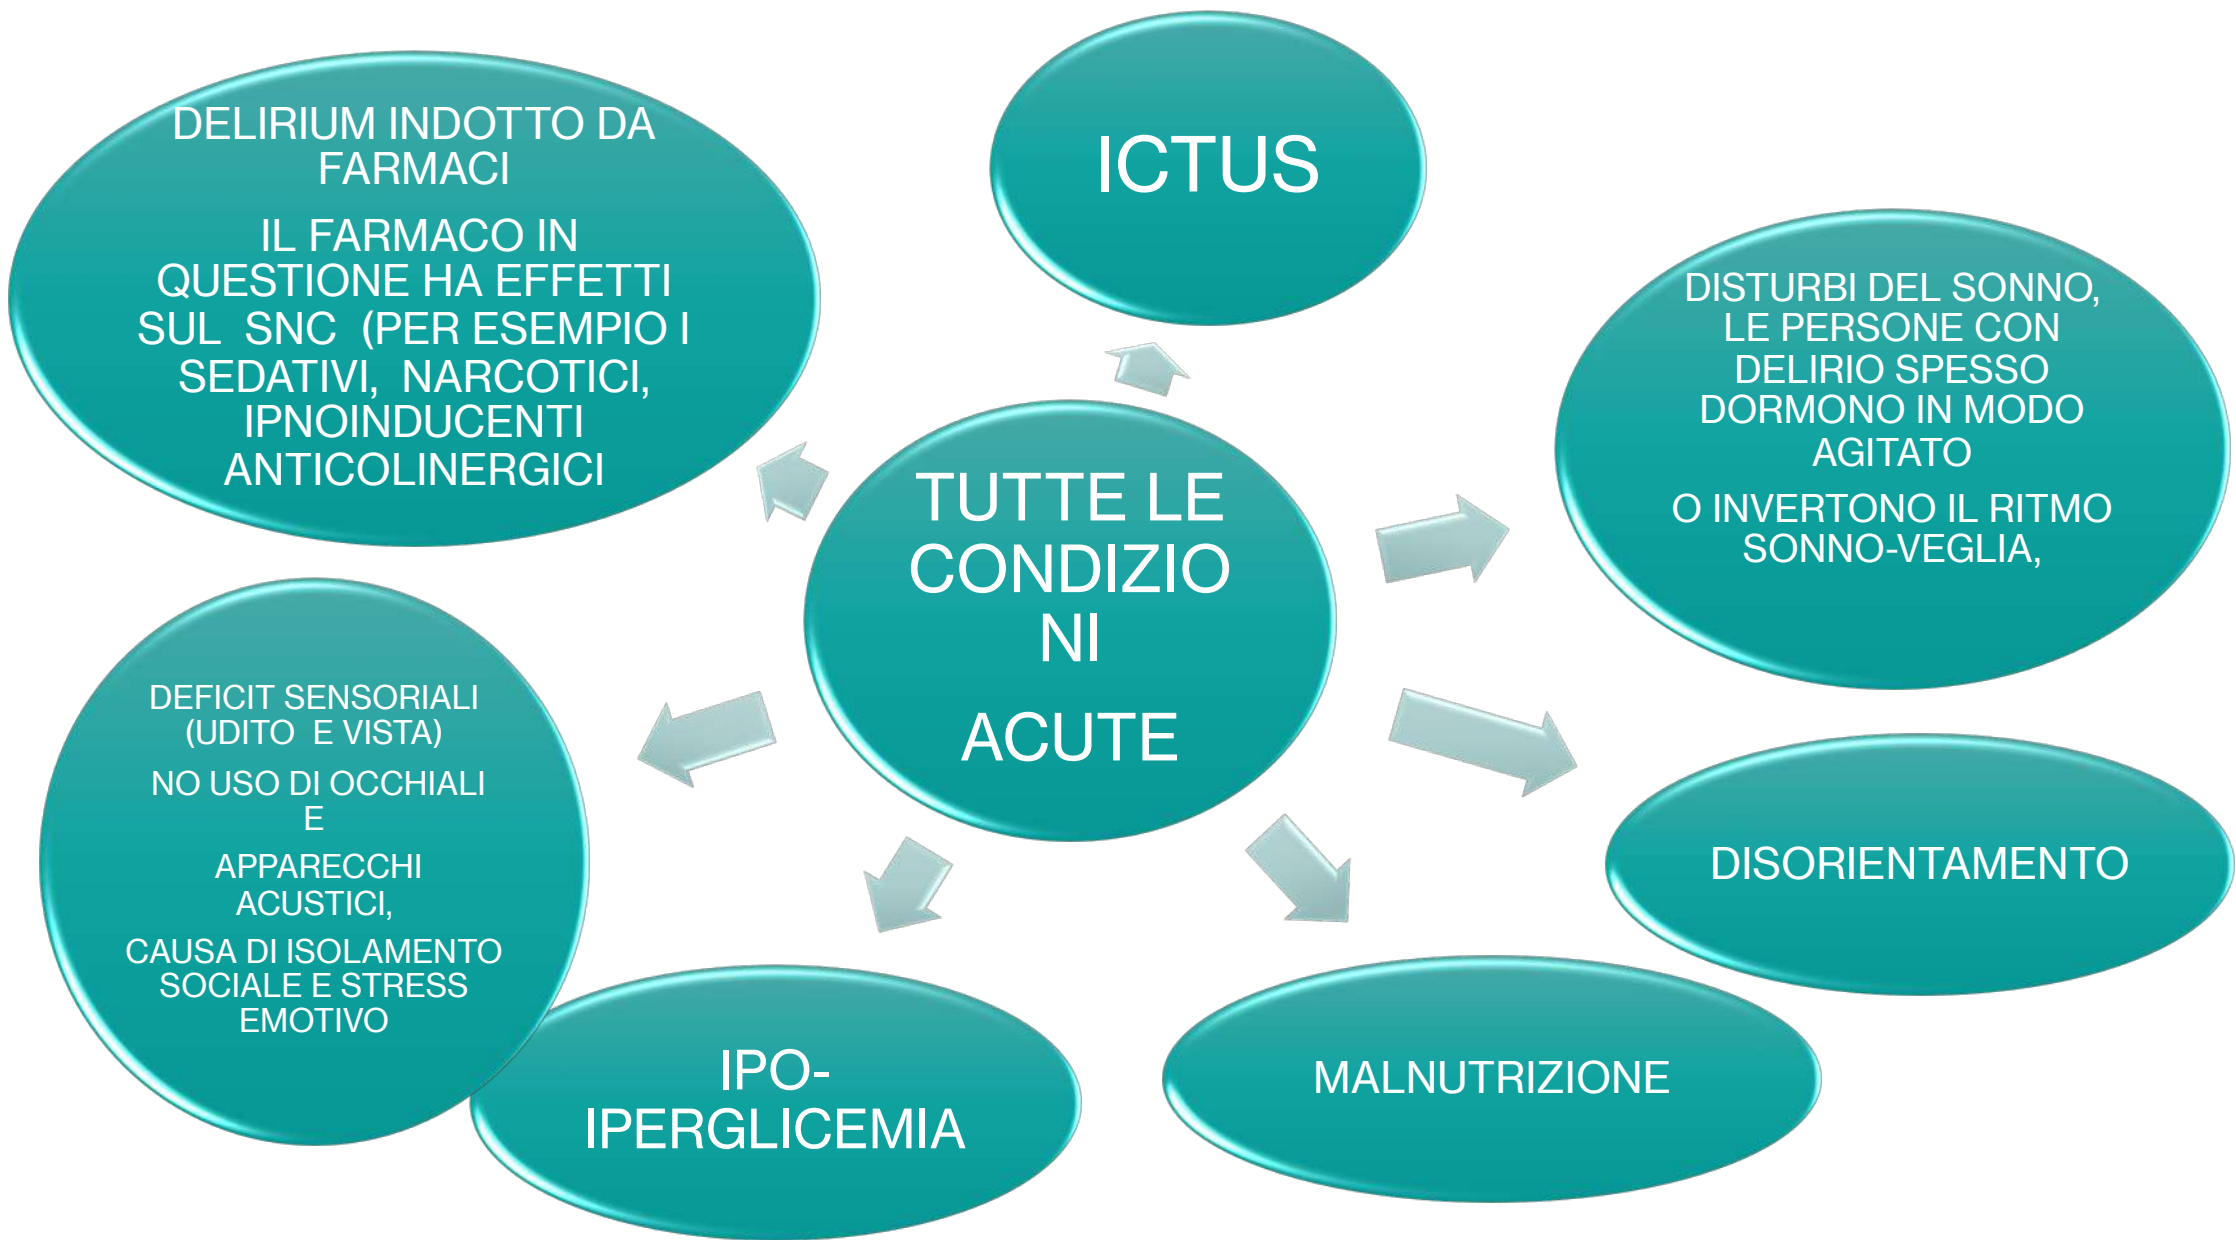 ICTUS
DELIRIUM INDOTTO DA
FARMACI
IL FARMACO IN
QUESTIONE HA EFFETTI
SUL SNC (PER ESEMPIO I
SEDATIVI, NARCOTICI,
IPNOINDUCENTI
ANTICOLINERGICI
DISTURBI DEL SONNO,
LE PERSONE CON
DELIRIO SPESSO
DORMONO IN MODO
AGITATO
O INVERTONO IL RITMO
SONNO-VEGLIA,
TUTTE LE
CONDIZIO
NI
ACUTE
DEFICIT SENSORIALI
(UDITO E VISTA)
NO USO DI OCCHIALI
E
APPARECCHI
ACUSTICI,
CAUSA DI ISOLAMENTO
SOCIALE E STRESS
EMOTIVO
DISORIENTAMENTO
IPO-
IPERGLICEMIA
MALNUTRIZIONE